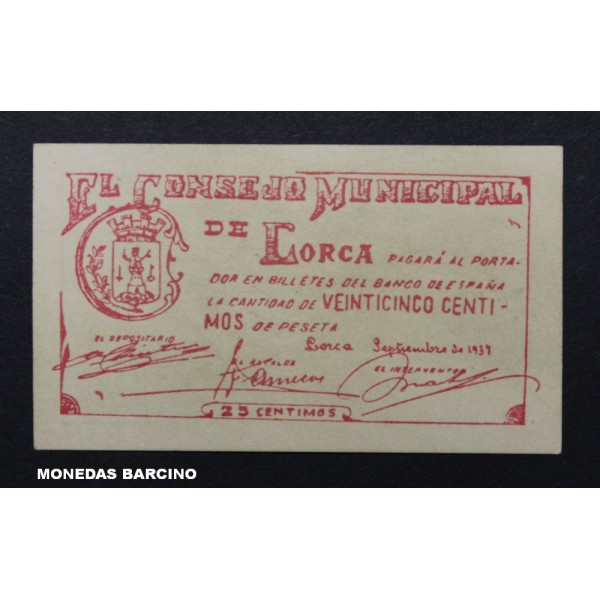 EL CONSEJO MUNICIPAL
DE LORCA PAGARÁ AL PORTA-
DOR EN BILLETES DEL BANCO DE ESPAÑA
LA CANTIDAD DE VEINTICINCO CENTI-
MOS DE PESETA
Lorca Septiembre de 1937
EL DEPOSITARIO
EL ALCALDE
EL INTERVENTOR
25 CENTIMOS
MONEDAS BARCINO